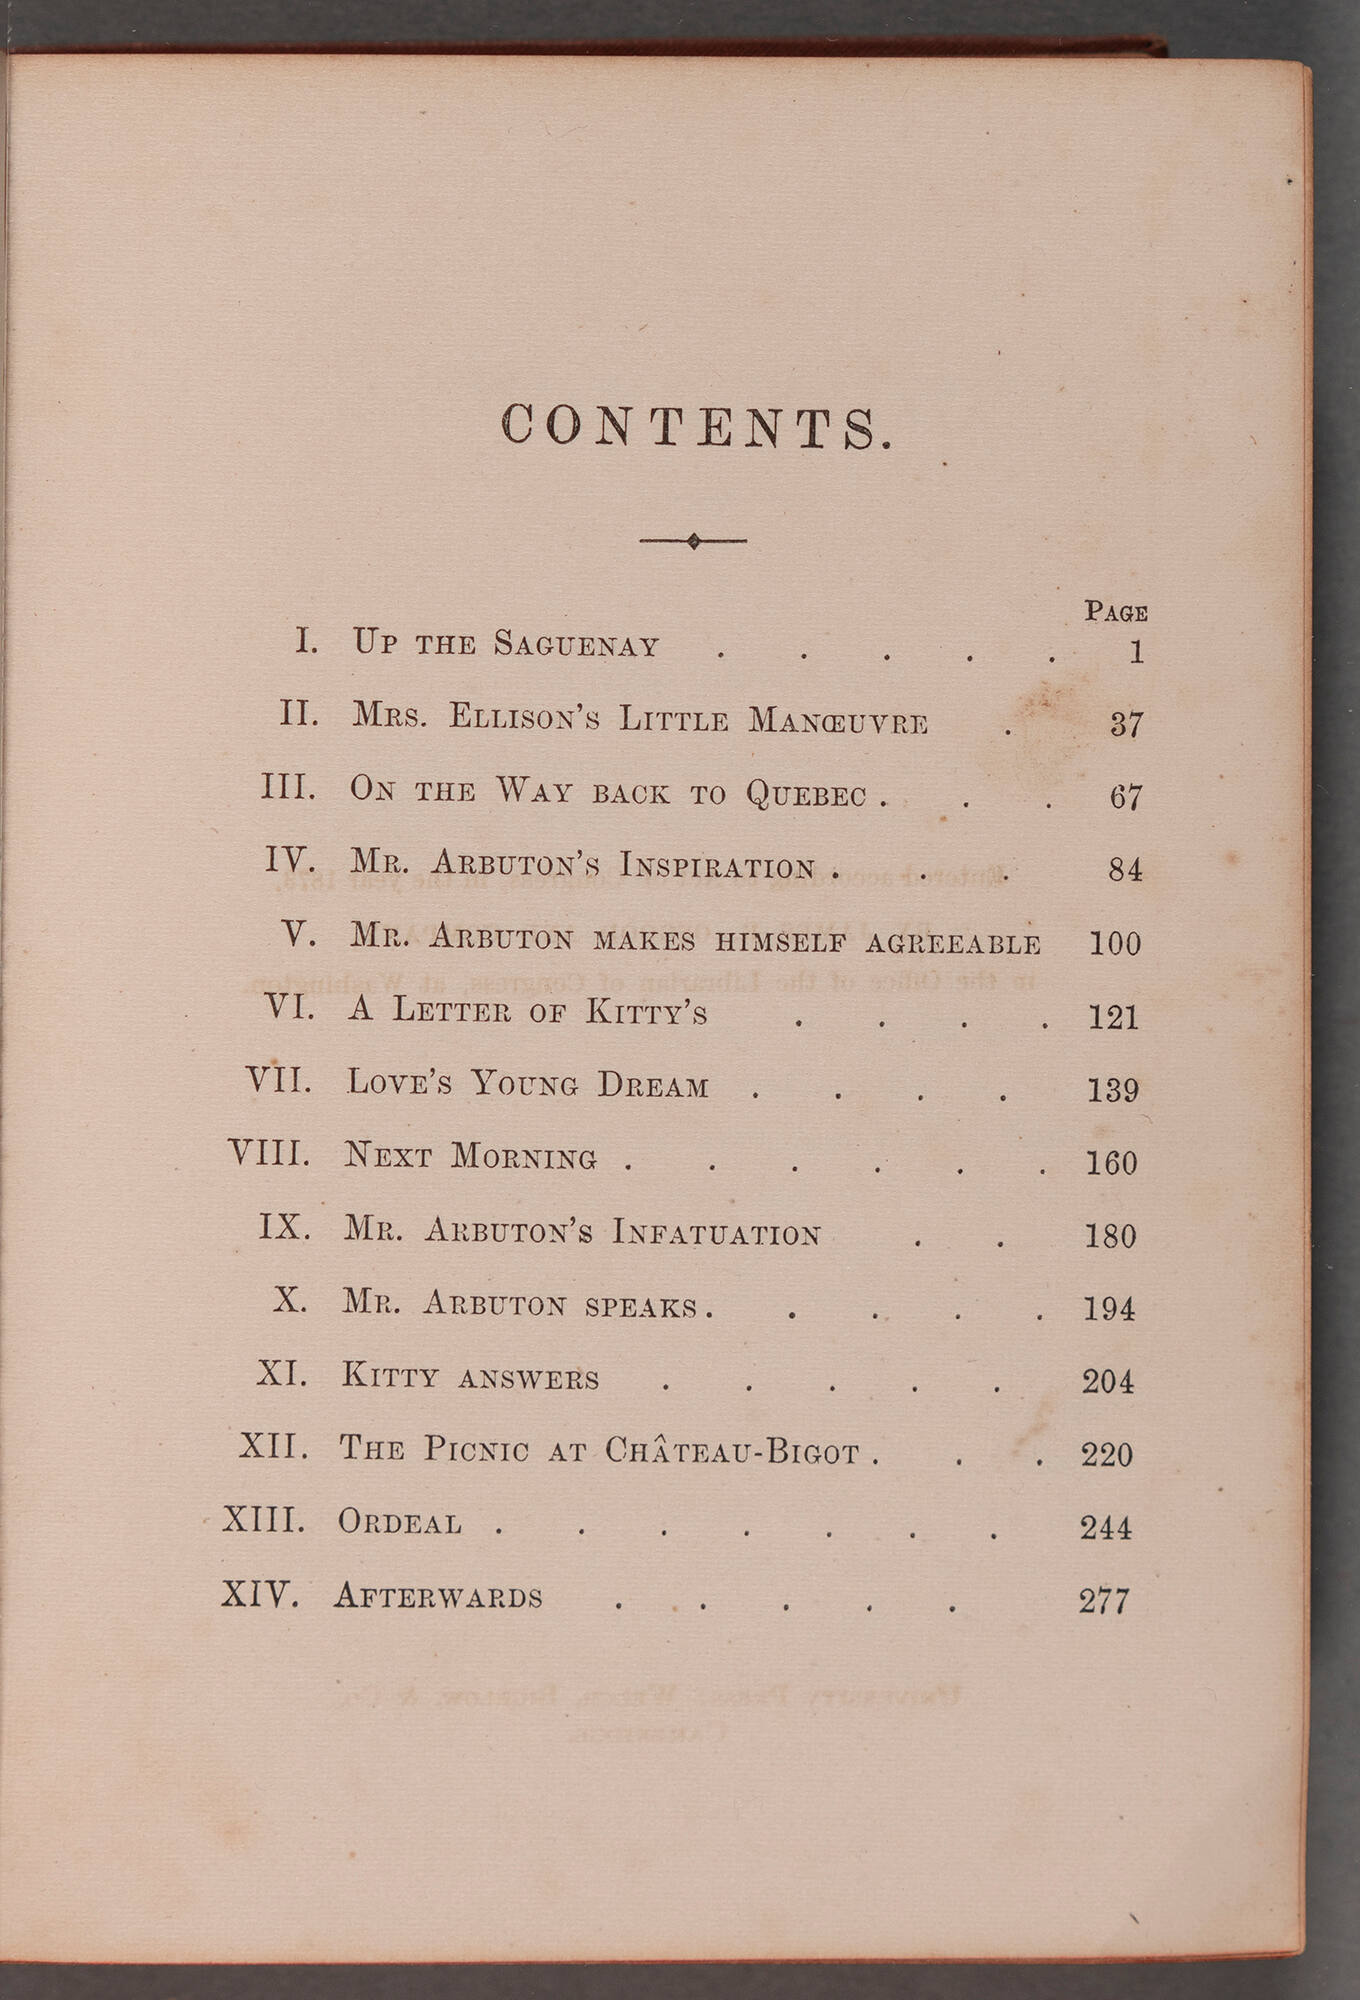 CONTENTS.
PAGE
I. UP THE SAGUENAY . . . . . 1
II. MRS. ELLISON'S LITTLE MANŒUVRE . 37
III. ON THE WAY BACK TO QUEBEC . . . 67
IV. MR. ARBUTON'S INSPIRATION . . . 84
V. MR. ARBUTON MAKES HIMSELF AGREEABLE 100
VI. A LETTER OF KITTY'S . . . . 121
VII. LOVE'S YOUNG DREAM . . . . 139
VIII. NEXT MORNING . . . . . . 160
IX. MR. ARBUTON'S INFATUATION . . 180
X. MR. ARBUTON SPEAKS . . . . . 194
XI. KITTY ANSWERS . . . . . 204
XII. THE PICNIC AT CHÂTEAU-BIGOT . . . 220
XIII. ORDEAL . . . . . . . 244
XIV. AFTERWARDS . . . . . 277